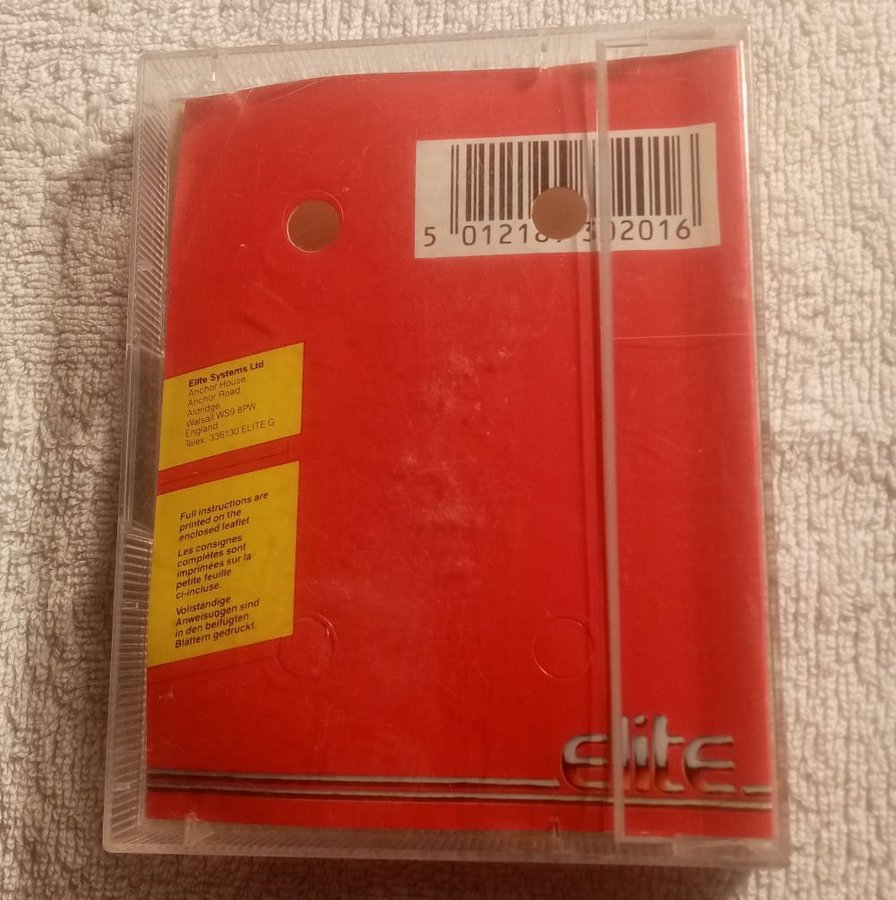 5 012187 302016
Elite Systems Ltd
Anchor House,
Anchor Road,
Aldridge,
Walsall WS9 8PW
England
Telex: 336130 ELITE G
Full instructions are
printed on the
enclosed leaflet
Les consignes
complètes sont
imprimées sur la
petite feuille
ci-incluse.
Vollständige
Anweisungen sind
in den beifügten
Blättern gedruckt.
elite